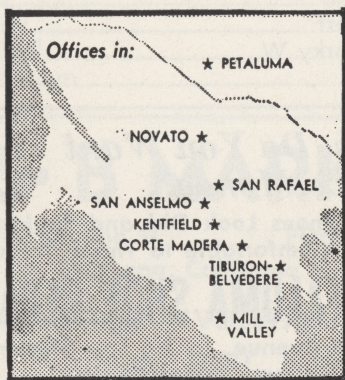 Offices in:
★ PETALUMA
NOVATO ★
★ SAN RAFAEL
SAN ANSELMO ★
KENTFIELD ★
CORTE MADERA ★
TIBURON- ★
BELVEDERE
★ MILL
VALLEY